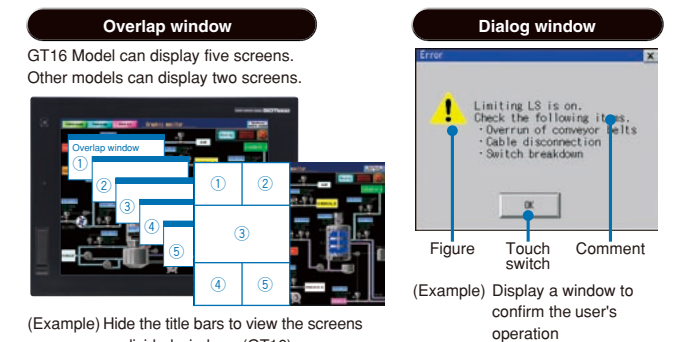 Overlap window
GT16 Model can display five screens.
Other models can display two screens.
Overlap window
①
②
③
④
⑤
①
②
③
④
⑤
(Example) Hide the title bars to view the screens
Dialog window
Error
Limiting LS is on.
Check the following items.
・Overrun of conveyor belts
・Cable disconnection
・Switch breakdown
OK
Figure
Touch
switch
Comment
(Example) Display a window to
confirm the user's
operation